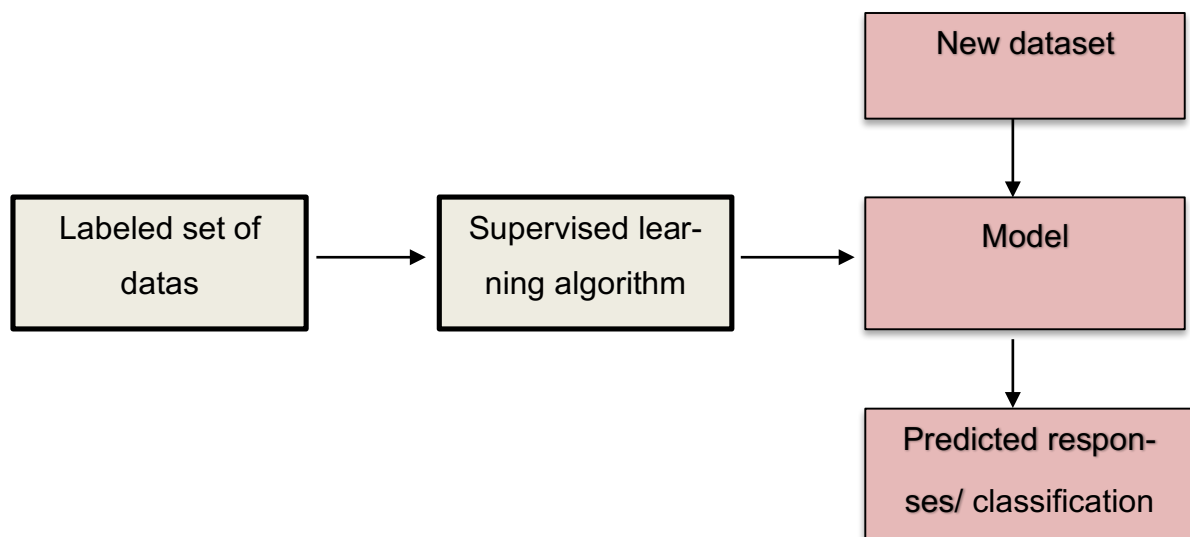 New dataset
Labeled set of
datas
Supervised lear-
ning algorithm
Model
Predicted respon-
ses/ classification